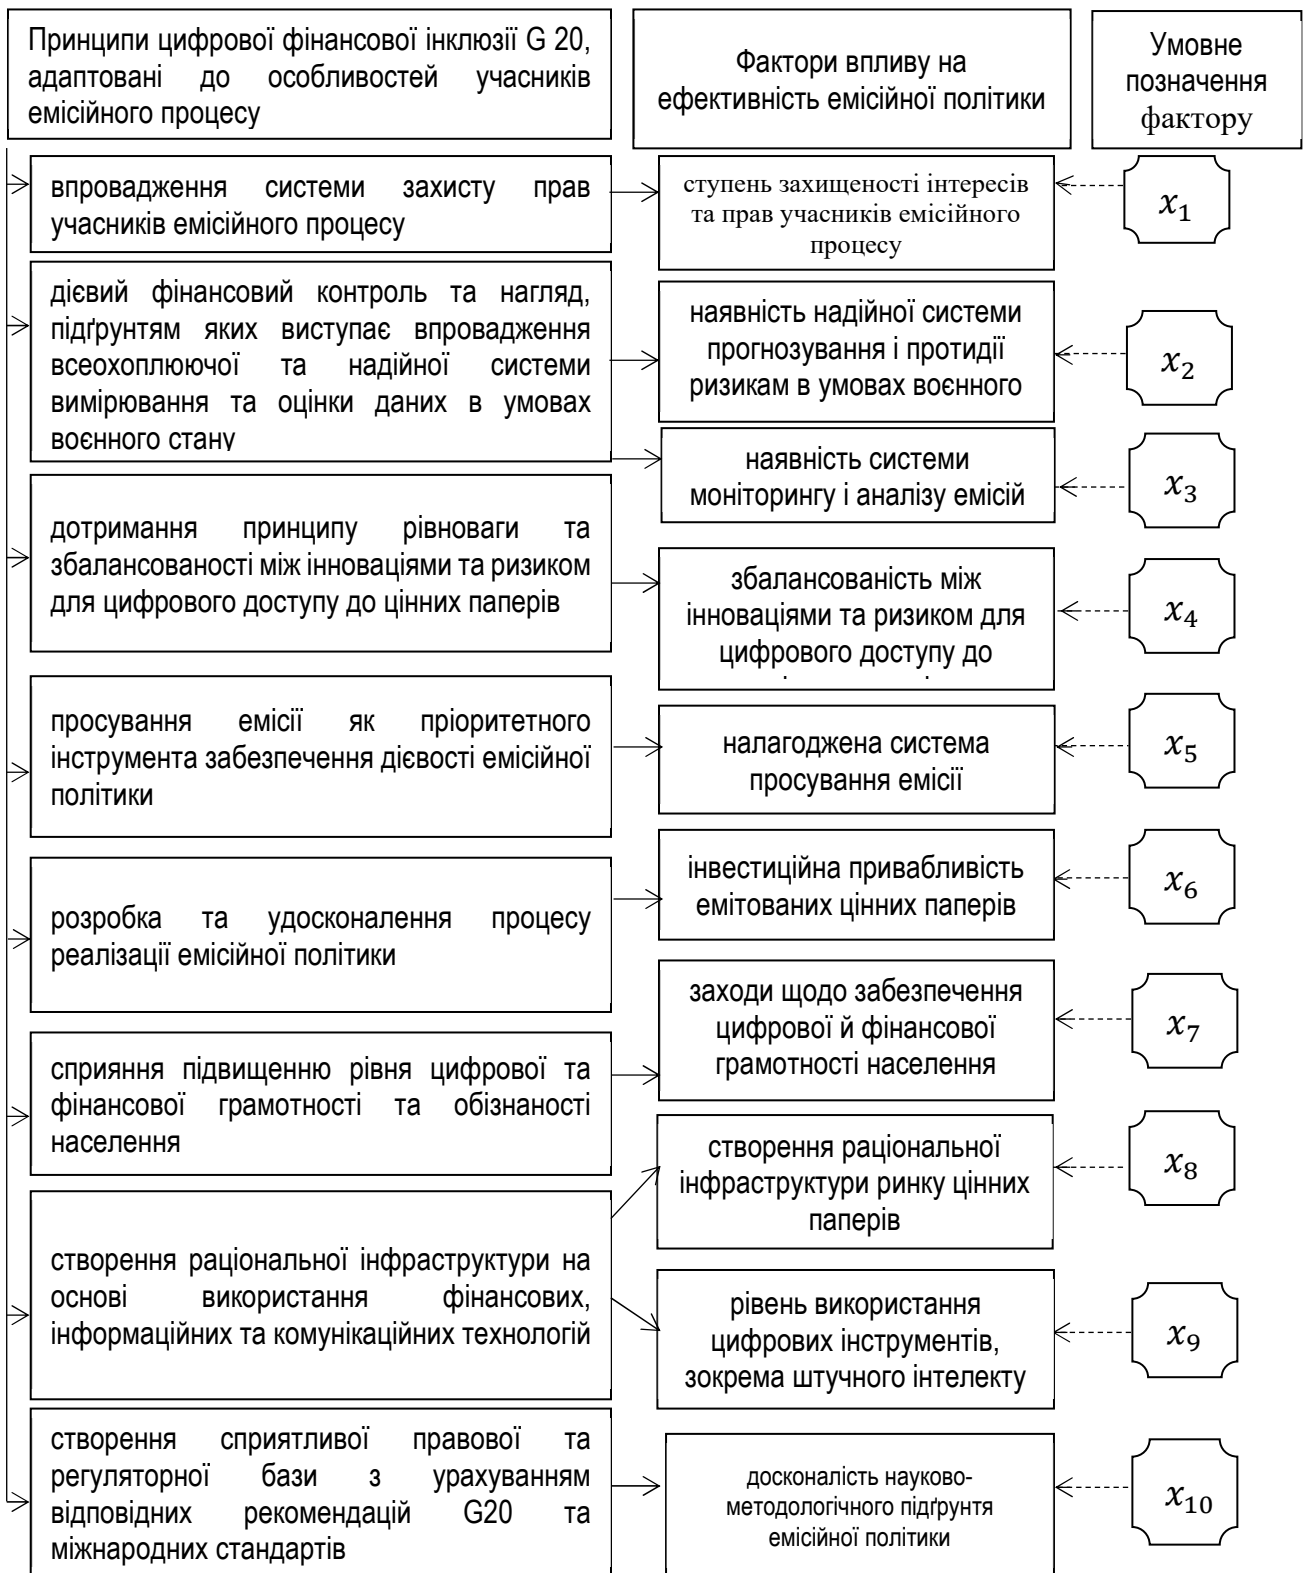 Принципи цифрової фінансової інклюзії G 20,
адаптовані до особливостей учасників
емісійного процесу
Фактори впливу на
ефективність емісійної політики
Умовне
позначення
фактору
впровадження системи захисту прав
учасників емісійного процесу
ступень захищеності інтересів
та прав учасників емісійного
процесу
x₁
дієвий фінансовий контроль та нагляд,
підґрунтям яких виступає впровадження
всеохоплюючої та надійної системи
вимірювання та оцінки даних в умовах
воєнного стану
наявність надійної системи
прогнозування і протидії
ризикам в умовах воєнного
x₂
наявність системи
моніторингу і аналізу емісій
x₃
дотримання принципу рівноваги та
збалансованості між інноваціями та ризиком
для цифрового доступу до цінних паперів
збалансованість між
інноваціями та ризиком для
цифрового доступу до
x₄
просування емісії як пріоритетного
інструмента забезпечення дієвості емісійної
політики
налагоджена система
просування емісії
x₅
розробка та удосконалення процесу
реалізації емісійної політики
інвестиційна привабливість
емітованих цінних паперів
x₆
сприяння підвищенню рівня цифрової та
фінансової грамотності та обізнаності
населення
заходи щодо забезпечення
цифрової й фінансової
грамотності населення
x₇
створення раціональної інфраструктури на
основі використання фінансових,
інформаційних та комунікаційних технологій
створення раціональної
інфраструктури ринку цінних
паперів
x₈
рівень використання
цифрових інструментів,
зокрема штучного інтелекту
x₉
створення сприятливої правової та
регуляторної бази з урахуванням
відповідних рекомендацій G20 та
міжнародних стандартів
досконалість науково-
методологічного підґрунтя
емісійної політики
x₁₀